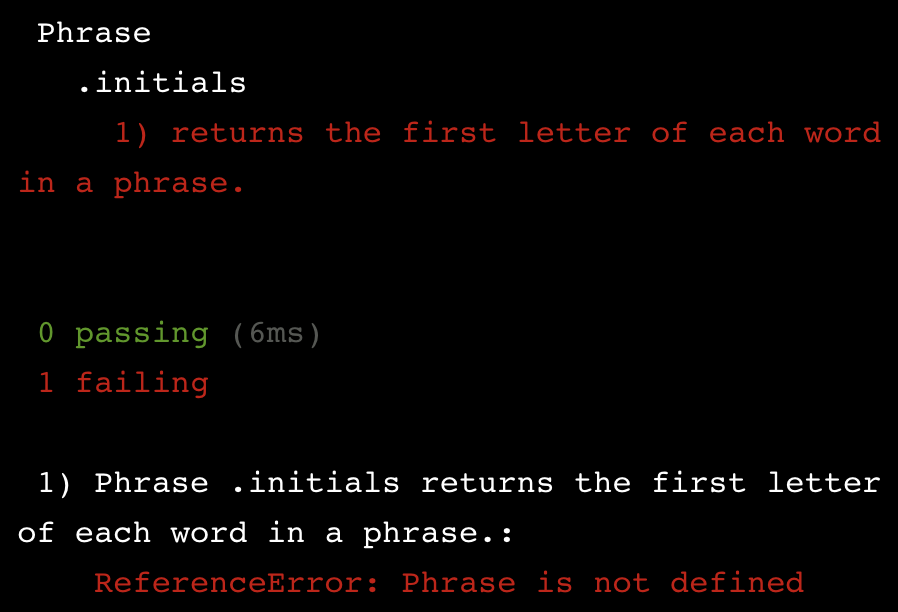 Phrase
.initials
1) returns the first letter of each word
in a phrase.
0 passing (6ms)
1 failing
1) Phrase .initials returns the first letter
of each word in a phrase.:
ReferenceError: Phrase is not defined